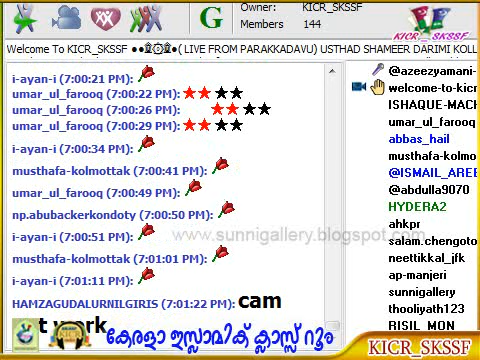 Owner: KICR_SKSSF
Members 144
KICR_SKSSF
Welcome To KICR_SKSSF ●●۩۞۩●( LIVE FROM PARAKKADAVU) USTHAD SHAMEER DARIMI KOLL
i-ayan-i (7:00:21 PM):
umar_ul_farooq (7:00:22 PM): ★★★★
umar_ul_farooq (7:00:26 PM): ★★★★
umar_ul_farooq (7:00:29 PM): ★★★★
i-ayan-i (7:00:34 PM):
musthafa-kolmottak (7:00:41 PM):
umar_ul_farooq (7:00:49 PM):
np.abubackerkondoty (7:00:50 PM):
i-ayan-i (7:00:51 PM):
musthafa-kolmottak (7:01:01 PM):
i-ayan-i (7:01:11 PM):
HAMZAGUDALURNILGIRIS (7:01:22 PM): cam
work
@azeezyamani-
welcome-to-kicr
ISHAQUE-MACH
umar_ul_farooq
abbas_hail
musthafa-kolmo
@ISMAIL_AREE
@abdulla9070
HYDERA2
ahkpr
salam.chengoto
neettikkal_jfk
ap-manjeri
sunnigallery
thooliyath123
RISIL_MON
www.sunnigallery.blogspot.com
KICR
കേരളാ ഇസ്ലാമിക് ക്ലാസ്സ് റൂം
KICR_SKSSF